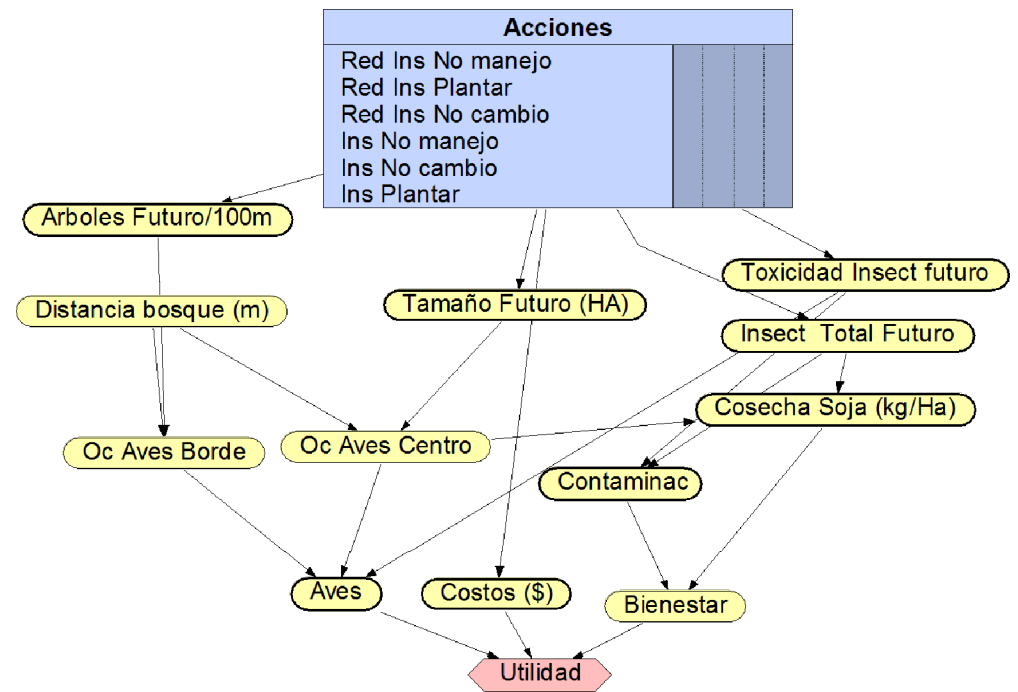 Acciones
Red Ins No manejo
Red Ins Plantar
Red Ins No cambio
Ins No manejo
Ins No cambio
Ins Plantar
Arboles Futuro/100m
Toxicidad Insect futuro
Distancia bosque (m)
Tamaño Futuro (HA)
Insect Total Futuro
Cosecha Soja (kg/Ha)
Oc Aves Borde
Oc Aves Centro
Contaminac
Aves
Costos ($)
Bienestar
Utilidad